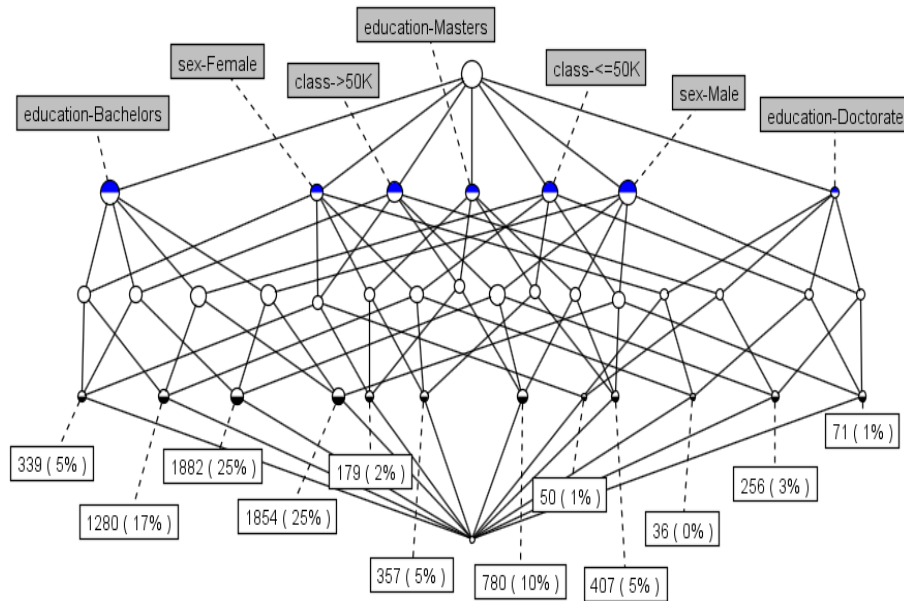 education-Masters
sex-Female
class->50K
class-<=50K
sex-Male
education-Bachelors
education-Doctorate
339 ( 5% )
1280 ( 17% )
1882 ( 25% )
1854 ( 25% )
179 ( 2% )
357 ( 5% )
780 ( 10% )
50 ( 1% )
407 ( 5% )
36 ( 0% )
256 ( 3% )
71 ( 1% )